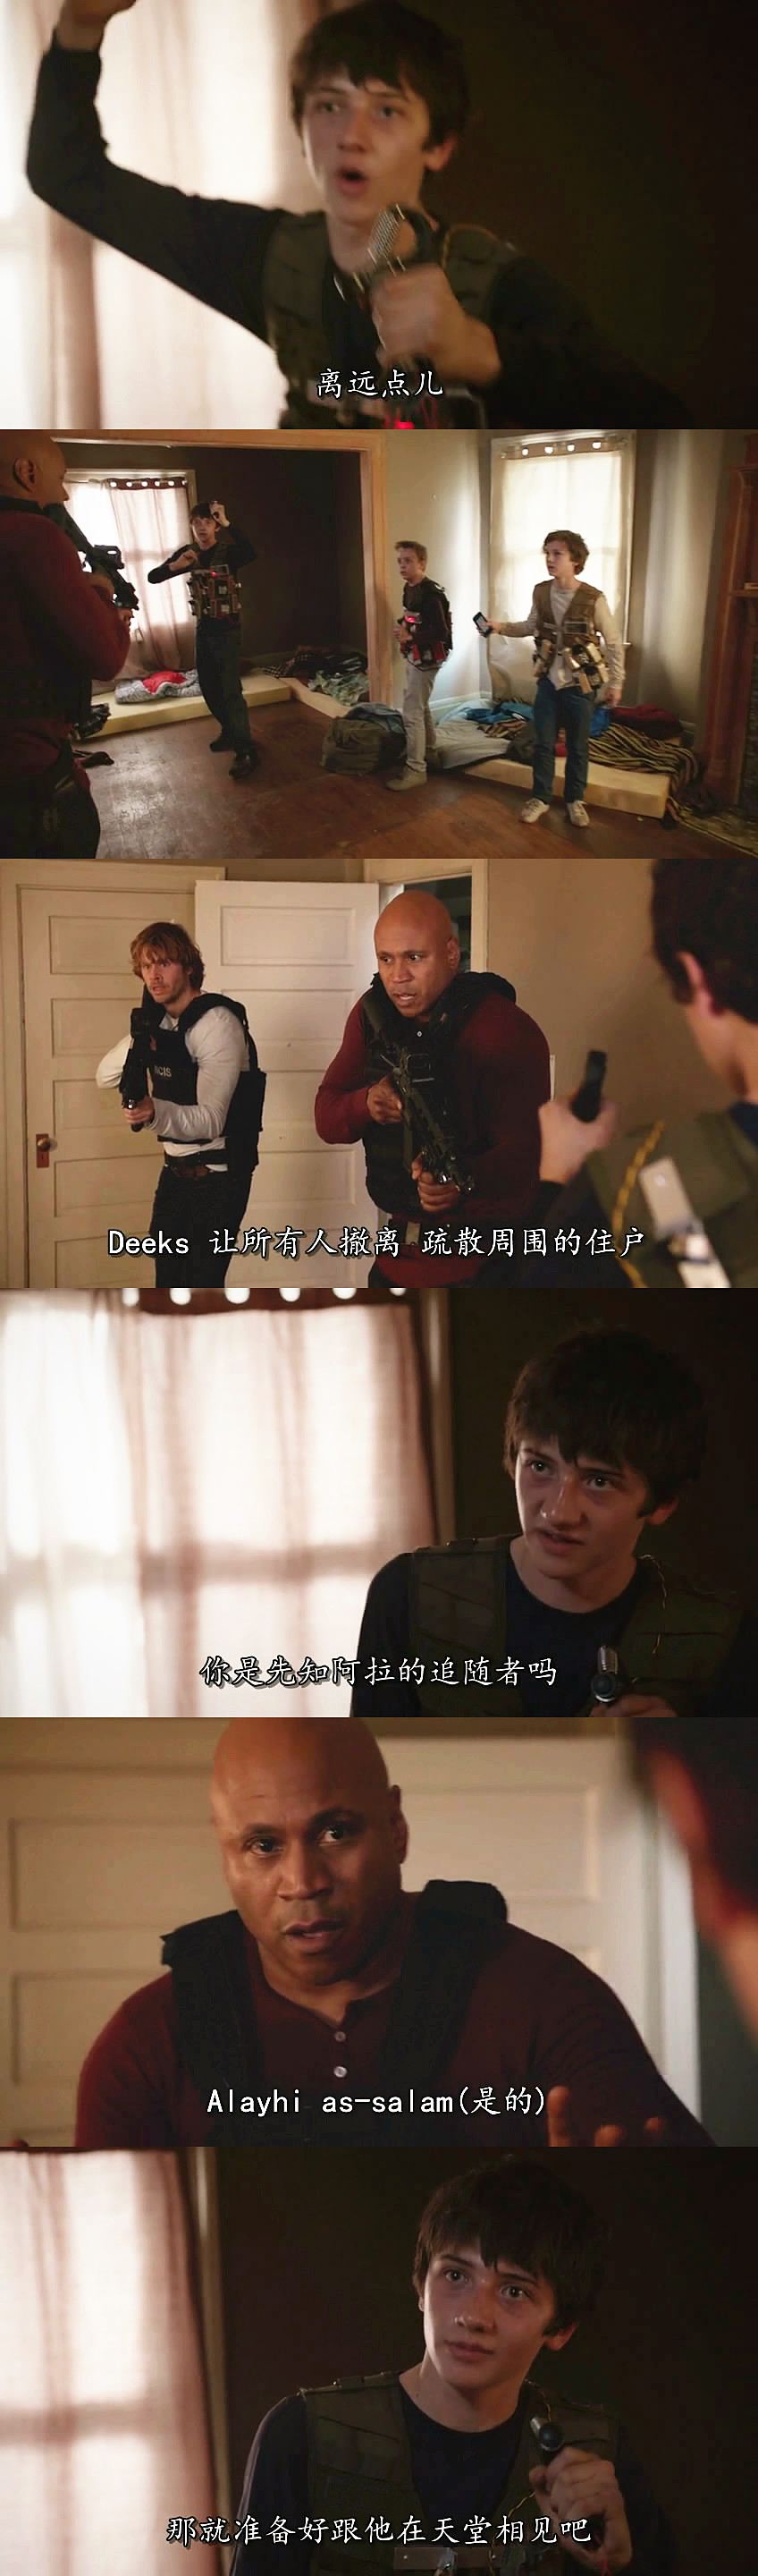 离远点儿
NCIS
Deeks 让所有人撤离 疏散周围的住户
你是先知阿拉的追随者吗
Alayhi as-salam(是的)
那就准备好跟他在天堂相见吧